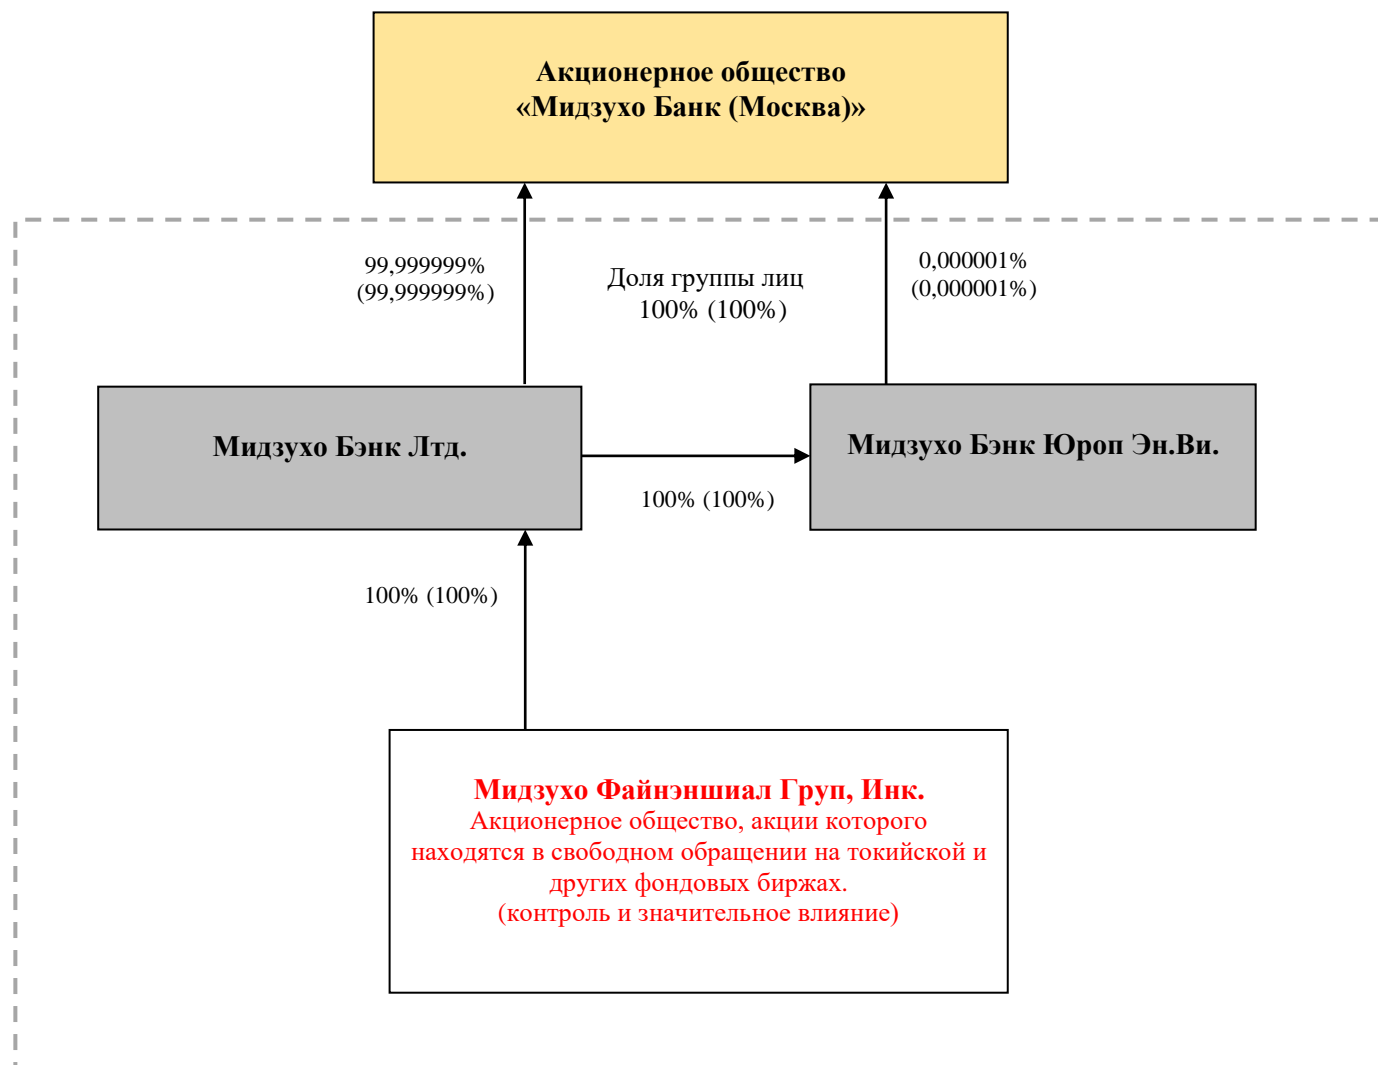 Акционерное общество
«Мидзухо Банк (Москва)»
99,999999%
(99,999999%)
Доля группы лиц
100% (100%)
0,000001%
(0,000001%)
Мидзухо Бэнк Лтд.
Мидзухо Бэнк Юроп Эн.Ви.
100% (100%)
100% (100%)
Мидзухо Файнэншиал Груп, Инк.
Акционерное общество, акции которого
находятся в свободном обращении на токийской и
других фондовых биржах.
(контроль и значительное влияние)